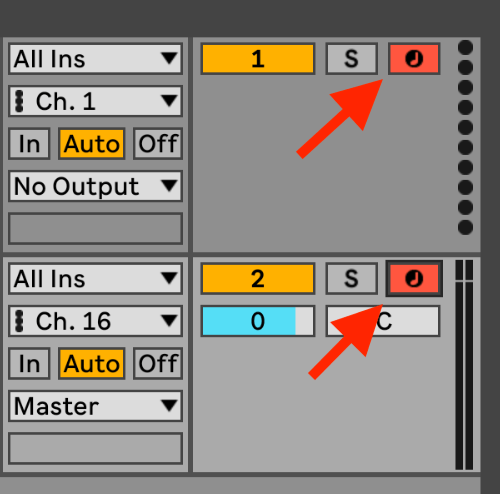 All Ins 1 S
Ch. 1
In Auto Off
No Output
All Ins 2 S
Ch. 16 0 C
In Auto Off
Master